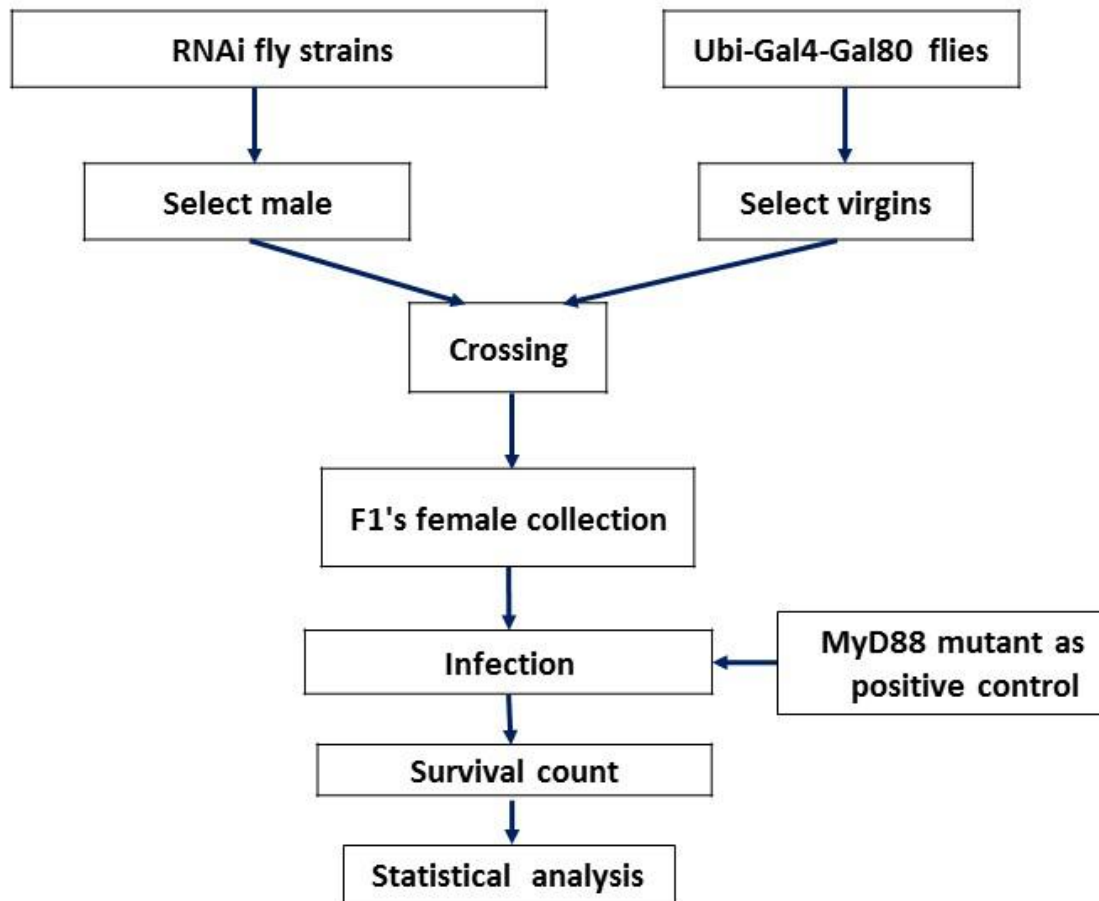 RNAi fly strains
Ubi-Gal4-Gal80 flies
Select male
Select virgins
Crossing
F1's female collection
Infection
MyD88 mutant as
positive control
Survival count
Statistical analysis